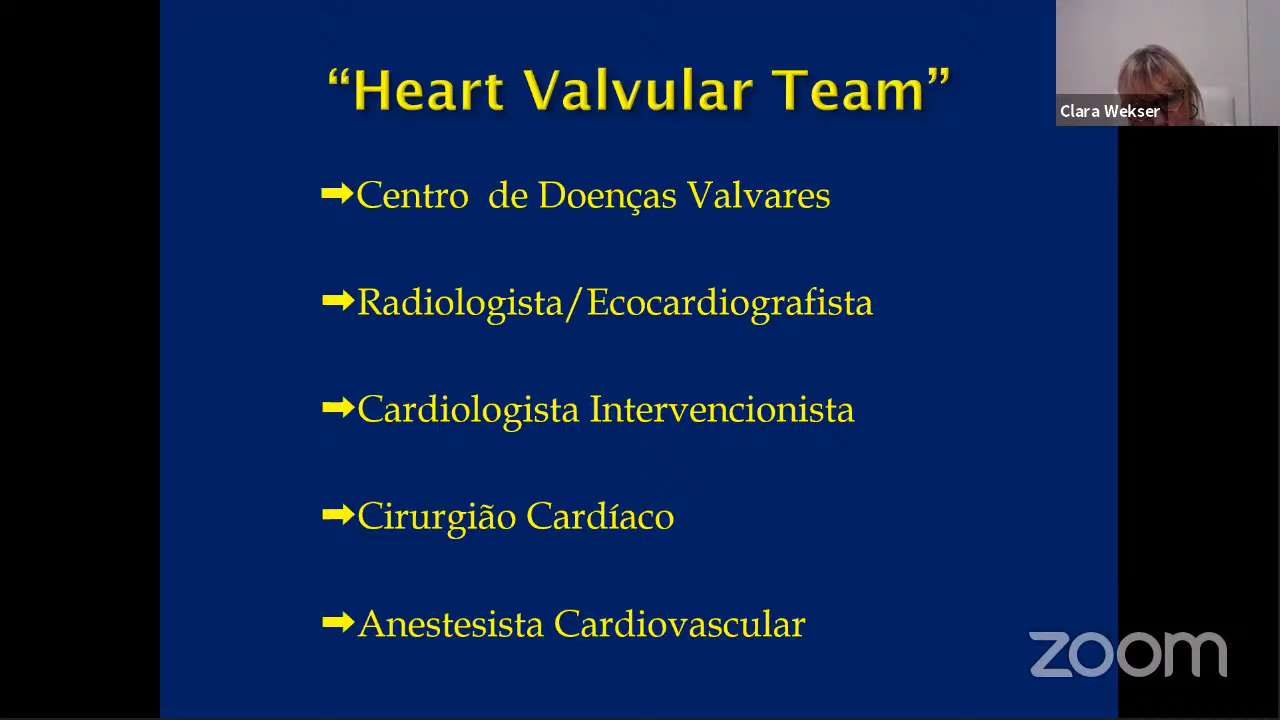 “Heart Valvular Team”
Clara Wekser
➡Centro de Doenças Valvares
➡Radiologista/Ecocardiografista
➡Cardiologista Intervencionista
➡Cirurgião Cardíaco
➡Anestesista Cardiovascular
zoom